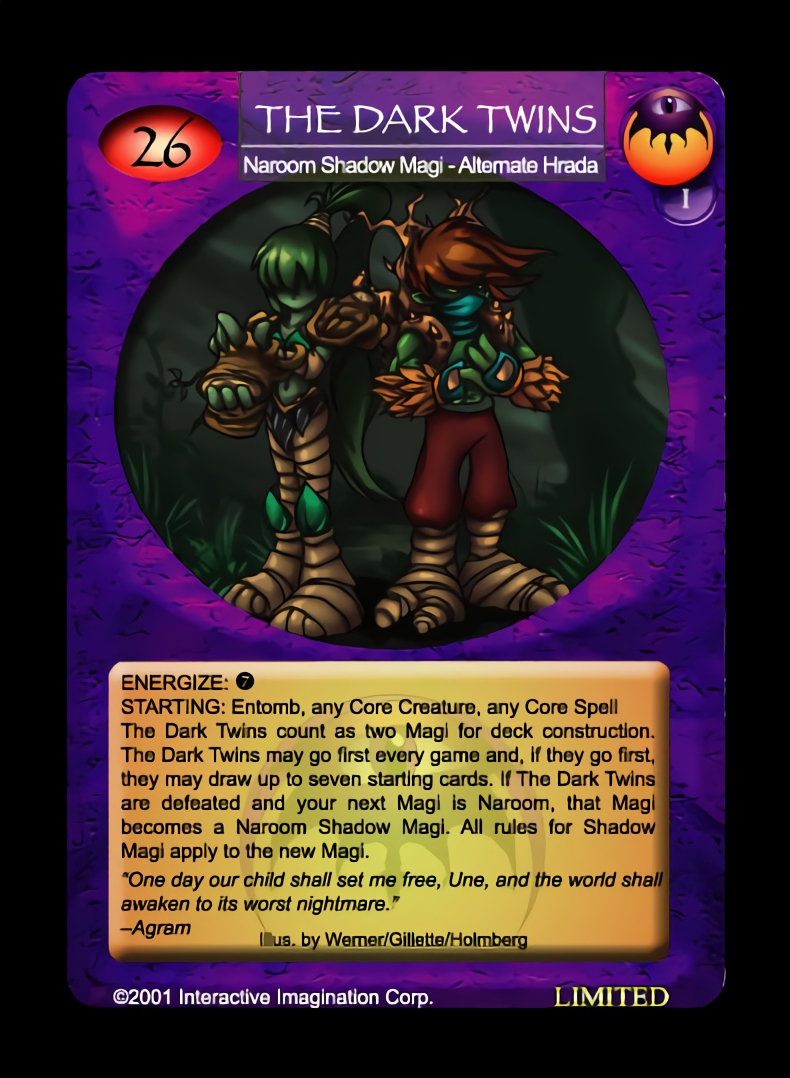 26
THE DARK TWINS
Naroom Shadow Magi - Alternate Hrada
I
ENERGIZE: 7
STARTING: Entomb, any Core Creature, any Core Spell
The Dark Twins count as two Magi for deck construction.
The Dark Twins may go first every game and, if they go first,
they may draw up to seven starting cards. If The Dark Twins
are defeated and your next Magi is Naroom, that Magi
becomes a Naroom Shadow Magi. All rules for Shadow
Magi apply to the new Magi.
"One day our child shall set me free, Une, and the world shall
awaken to its worst nightmare."
–Agram
Illus. by Werner/Gillette/Holmberg
©2001 Interactive Imagination Corp.
LIMITED